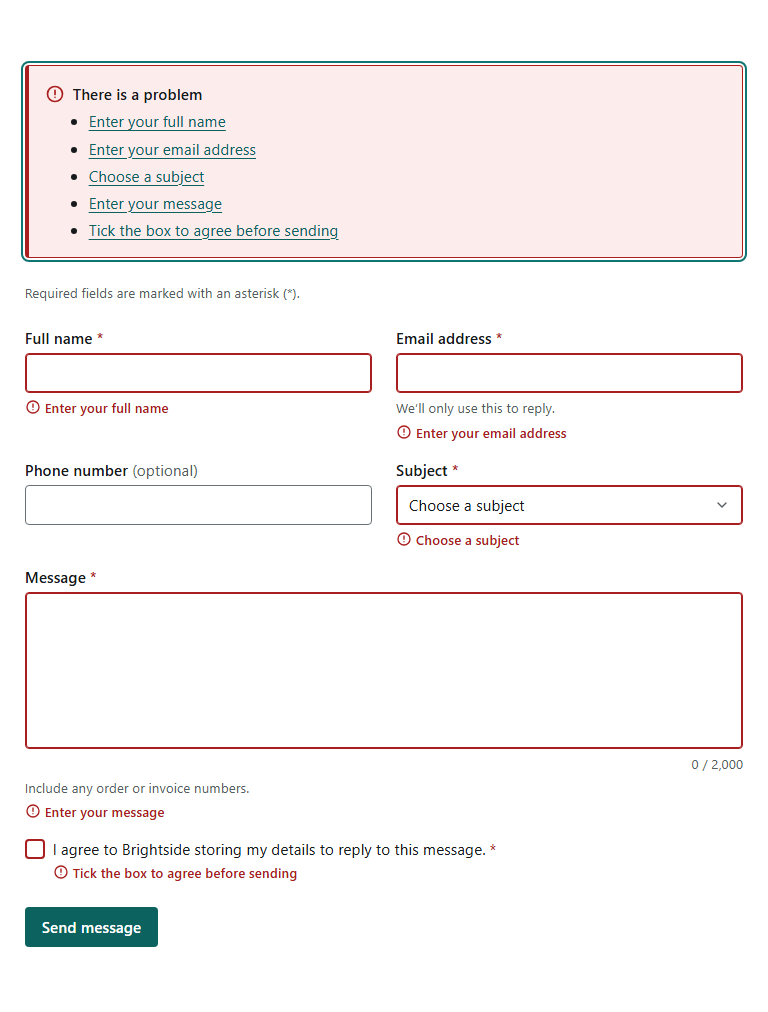 There is a problem
Enter your full name
Enter your email address
Choose a subject
Enter your message
Tick the box to agree before sending
Required fields are marked with an asterisk (*).
Full name *
Enter your full name
Email address *
We'll only use this to reply.
Enter your email address
Phone number (optional)
Subject *
Choose a subject
Choose a subject
Message *
0 / 2,000
Include any order or invoice numbers.
Enter your message
I agree to Brightside storing my details to reply to this message. *
Tick the box to agree before sending
Send message